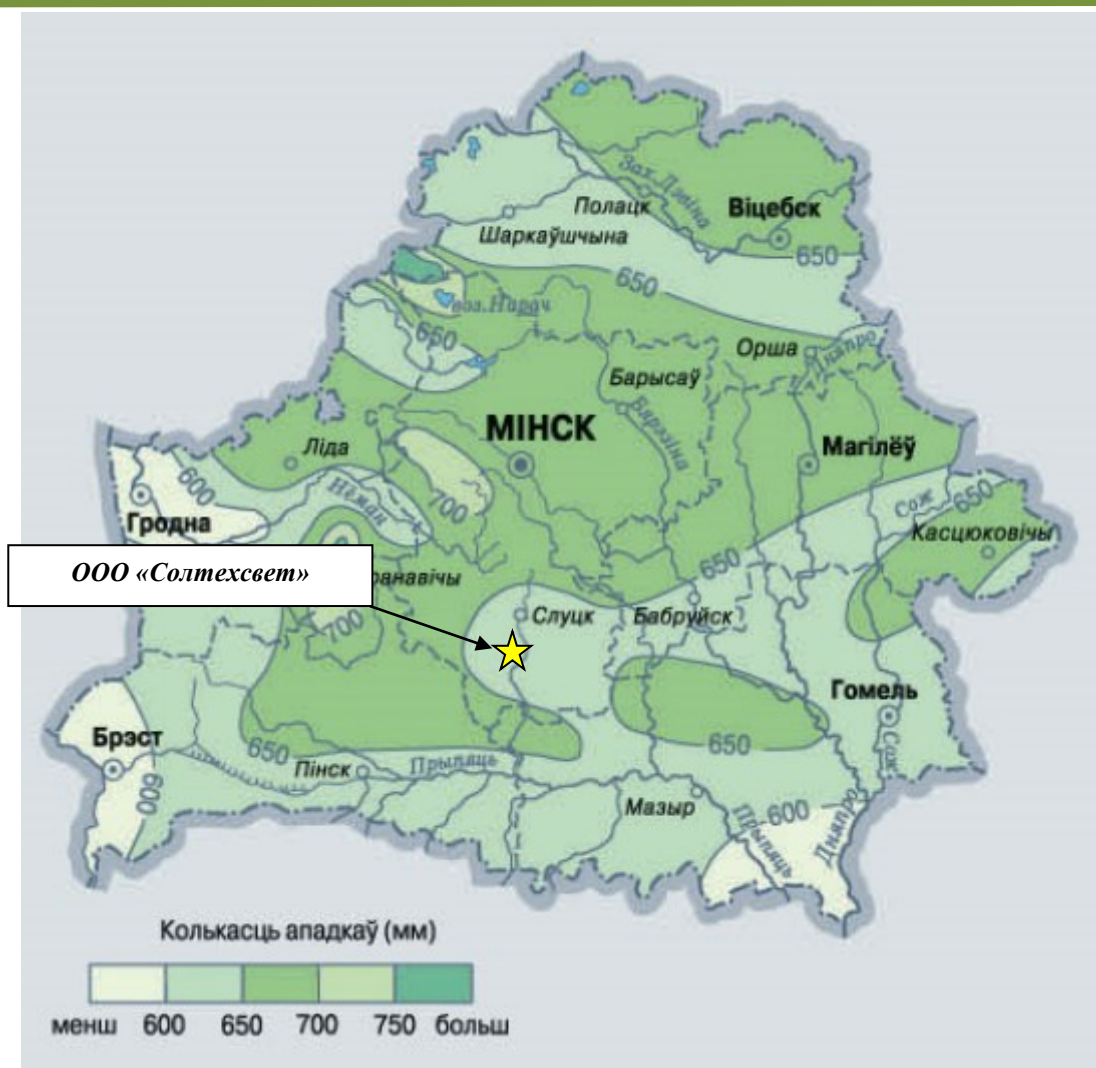 Полацк
Зах. Дзвіна
Віцебск
Шаркаўшчына
650
650
воз. Нарач
650
Орша
Дняпро
Барысаў
Бярэзіна
МІНСК
Магілёў
Ліда
700
600
Нёман
Гродна
Сож
650
Касцюковічы
ООО «Солтехсвет»
ранавічы
650
Слуцк
Бабруйск
700
Гомель
Брэст
650
650
Сож
Пінск
Прыпяць
600
Мазыр
600
Прыпяць
Дняпро
Колькасць ападкаў (мм)
менш 600 650 700 750 больш